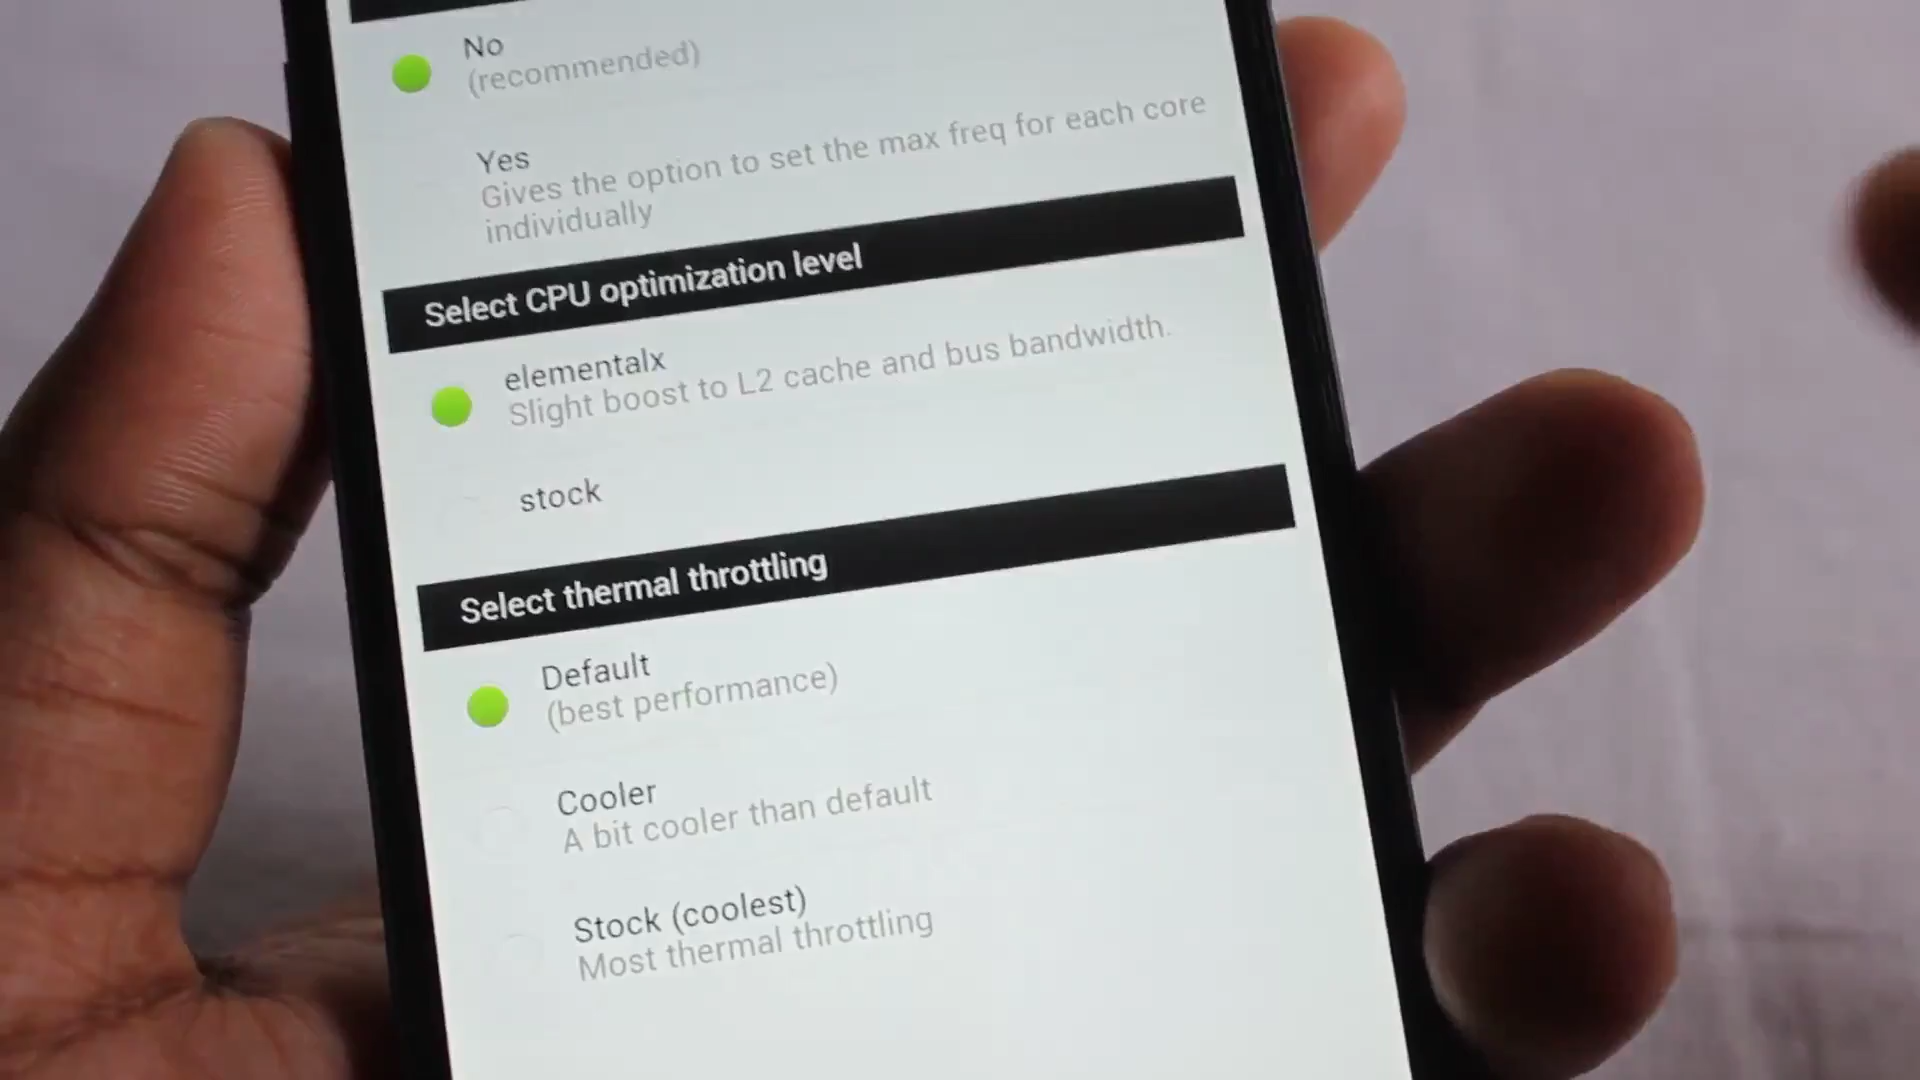 No
(recommended)
Yes
Gives the option to set the max freq for each core
individually
Select CPU optimization level
elementalx
Slight boost to L2 cache and bus bandwidth.
stock
Select thermal throttling
Default
(best performance)
Cooler
A bit cooler than default
Stock (coolest)
Most thermal throttling